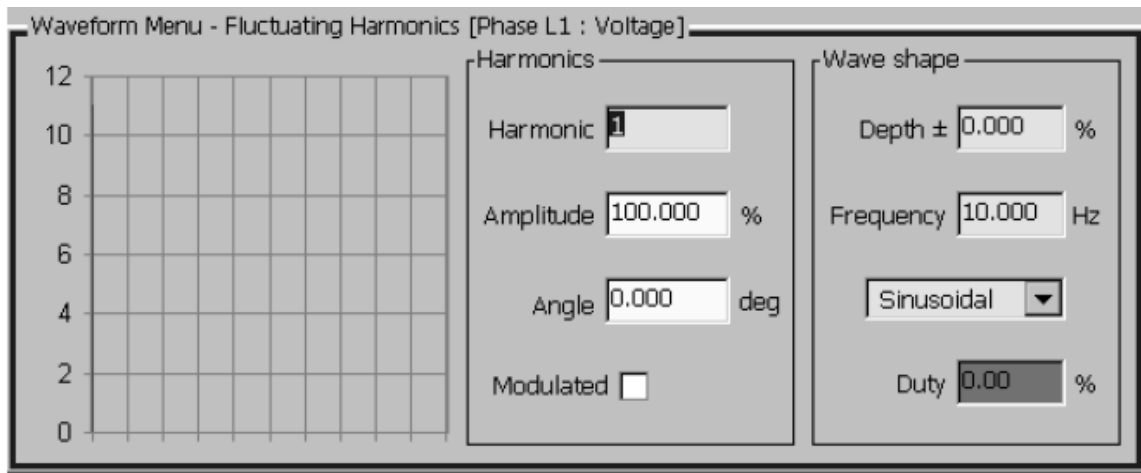 Waveform Menu - Fluctuating Harmonics [Phase L1 : Voltage]
12
10
8
6
4
2
0
Harmonics
Harmonic 1
Amplitude 100.000 %
Angle 0.000 deg
Modulated
Wave shape
Depth ± 0.000 %
Frequency 10.000 Hz
Sinusoidal
Duty 0.00 %